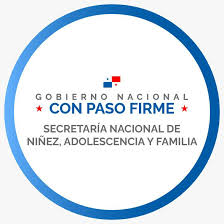 GOBIERNO NACIONAL
CON PASO FIRME
SECRETARÍA NACIONAL DE
NIÑEZ, ADOLESCENCIA Y FAMILIA